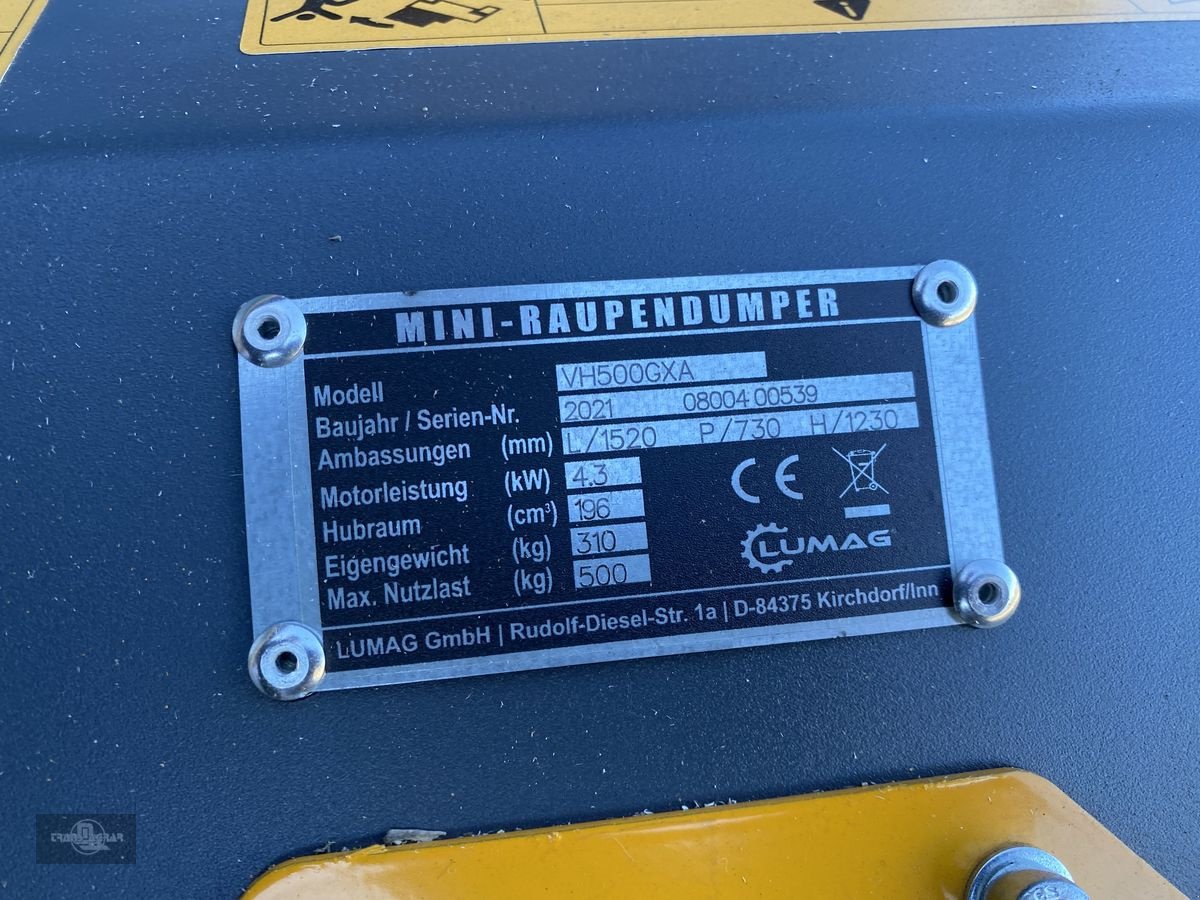 MINI-RAUPENDUMPER
Modell VH500GXA
Baujahr / Serien-Nr. 2021 08004 00539
Ambassungen (mm) L/1520 P/730 H/1230
Motorleistung (kW) 4.3
Hubraum (cm³) 196
Eigengewicht (kg) 310
Max. Nutzlast (kg) 500
CE
LUMAG
LUMAG GmbH | Rudolf-Diesel-Str. 1a | D-84375 Kirchdorf/Inn